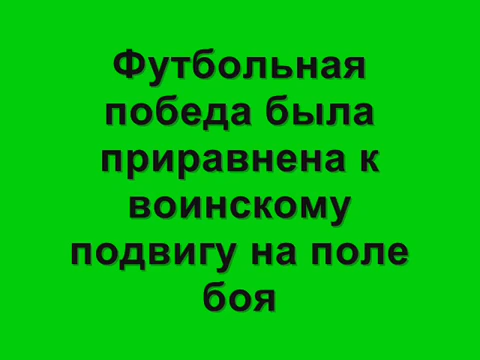 Футбольная
победа была
приравнена к
воинскому
подвигу на поле
боя